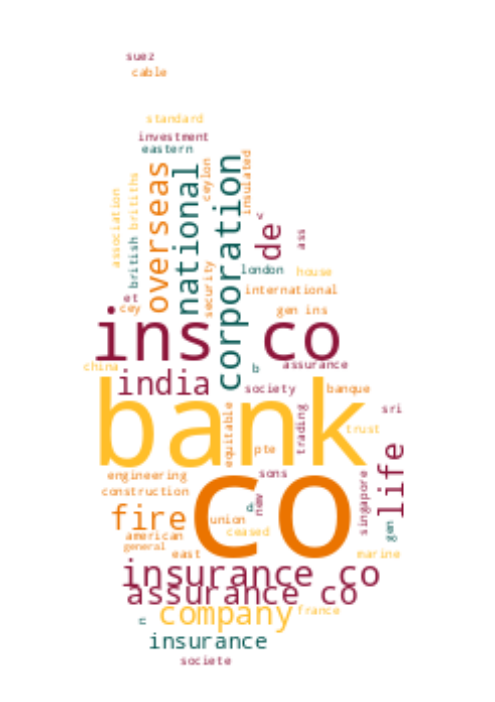 suez
cable
standard
investment
eastern
association
britiths
british
overseas
national
ceylon
security
corporation
insulated
v
de
ass
london
house
international
et
cey
gen ins
ins co
china
b
assurance
india
society
banque
bank
equitable
trading
sri
trust
pte
life
engineering
sons
construction
co
new
d
singapore
gen
fire
union
ceased
american
general
east
marine
insurance co
assurance co
company
france
insurance
societe